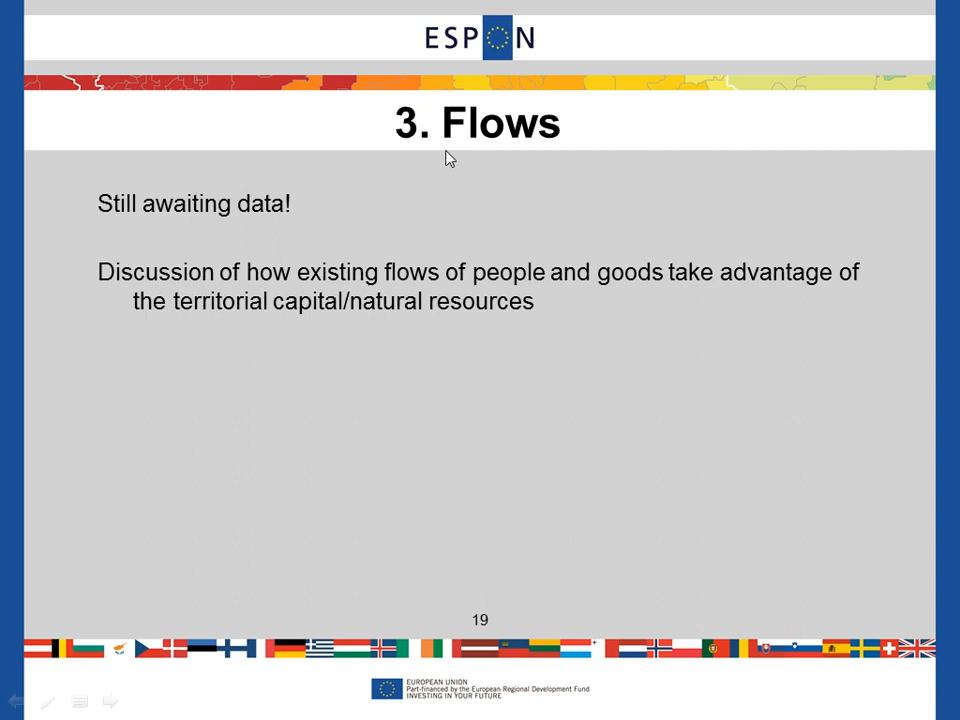 ESPON
3. Flows
Still awaiting data!
Discussion of how existing flows of people and goods take advantage of
the territorial capital/natural resources
19
EUROPEAN UNION
Part-financed by the European Regional Development Fund
INVESTING IN YOUR FUTURE